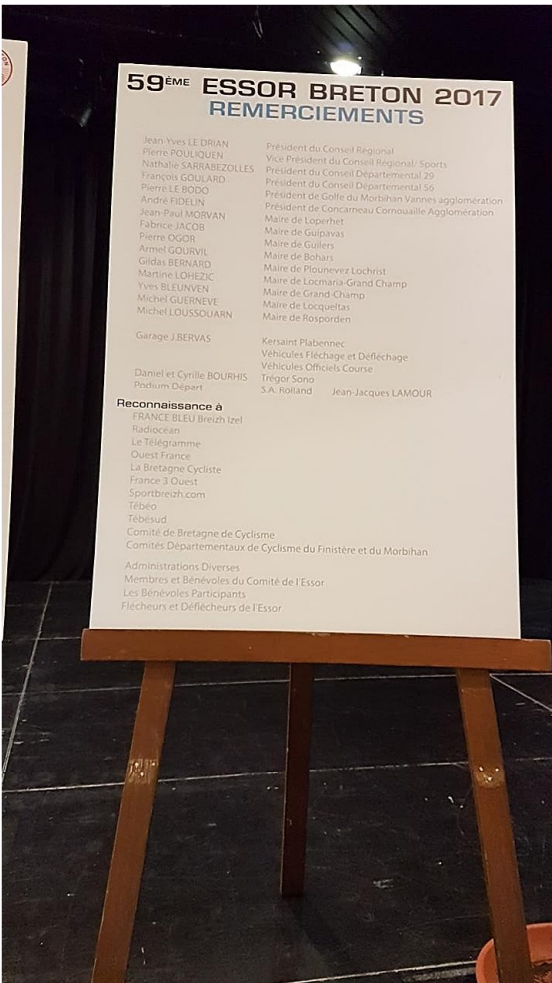 59ÈME ESSOR BRETON 2017
REMERCIEMENTS
Jean-Yves LE DRIAN Président du Conseil Régional
Pierre POULIQUEN Vice Président du Conseil Régional/ Sports
Nathalie SARRABEZOLLES Président du Conseil Départemental 29
François GOULARD Président du Conseil Départemental 56
Pierre LE BODO Président de Golfe du Morbihan Vannes agglomération
André FIDELIN Président de Concarneau Cornouaille Agglomération
Jean-Paul MORVAN Maire de Loperhet
Fabrice JACOB Maire de Guipavas
Pierre OGOR Maire de Guilers
Armel GOURVIL Maire de Bohars
Gildas BERNARD Maire de Plounevez Lochrist
Martine LOHEZIC Maire de Locmaria-Grand Champ
Yves BLEUNVEN Maire de Grand-Champ
Michel GUERNEVE Maire de Locqueltas
Michel LOUSSOUARN Maire de Rosporden
Garage J.BERVAS Kersaint Plabennec
Véhicules Fléchage et Défléchage
Véhicules Officiels Course
Daniel et Cyrille BOURHIS Trégor Sono
Podium Départ S.A. Rolland Jean-Jacques LAMOUR
Reconnaissance à
FRANCE BLEU Breizh Izel
Radiocéan
Le Télégramme
Ouest France
La Bretagne Cycliste
France 3 Ouest
Sportbreizh.com
Tébéo
Tébésud
Comité de Bretagne de Cyclisme
Comités Départementaux de Cyclisme du Finistère et du Morbihan
Administrations Diverses
Membres et Bénévoles du Comité de l'Essor
Les Bénévoles Participants
Flécheurs et Déflécheurs de l'Essor